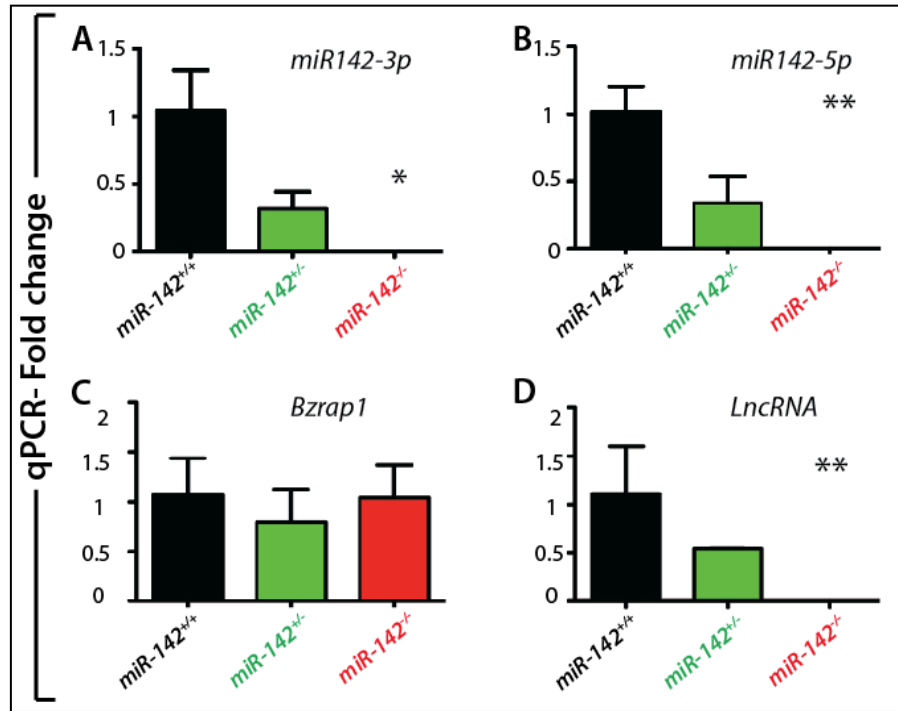 qPCR- Fold change
A
miR142-3p
1.5
1
0.5
0
*
miR-142+/+
miR-142+/-
miR-142-/-
B
miR142-5p
1.5
1
0.5
0
**
miR-142+/+
miR-142+/-
miR-142-/-
C
Bzrap1
2
1.5
1
0.5
0
miR-142+/+
miR-142+/-
miR-142-/-
D
LncRNA
2
1.5
1
0.5
0
**
miR-142+/+
miR-142+/-
miR-142-/-